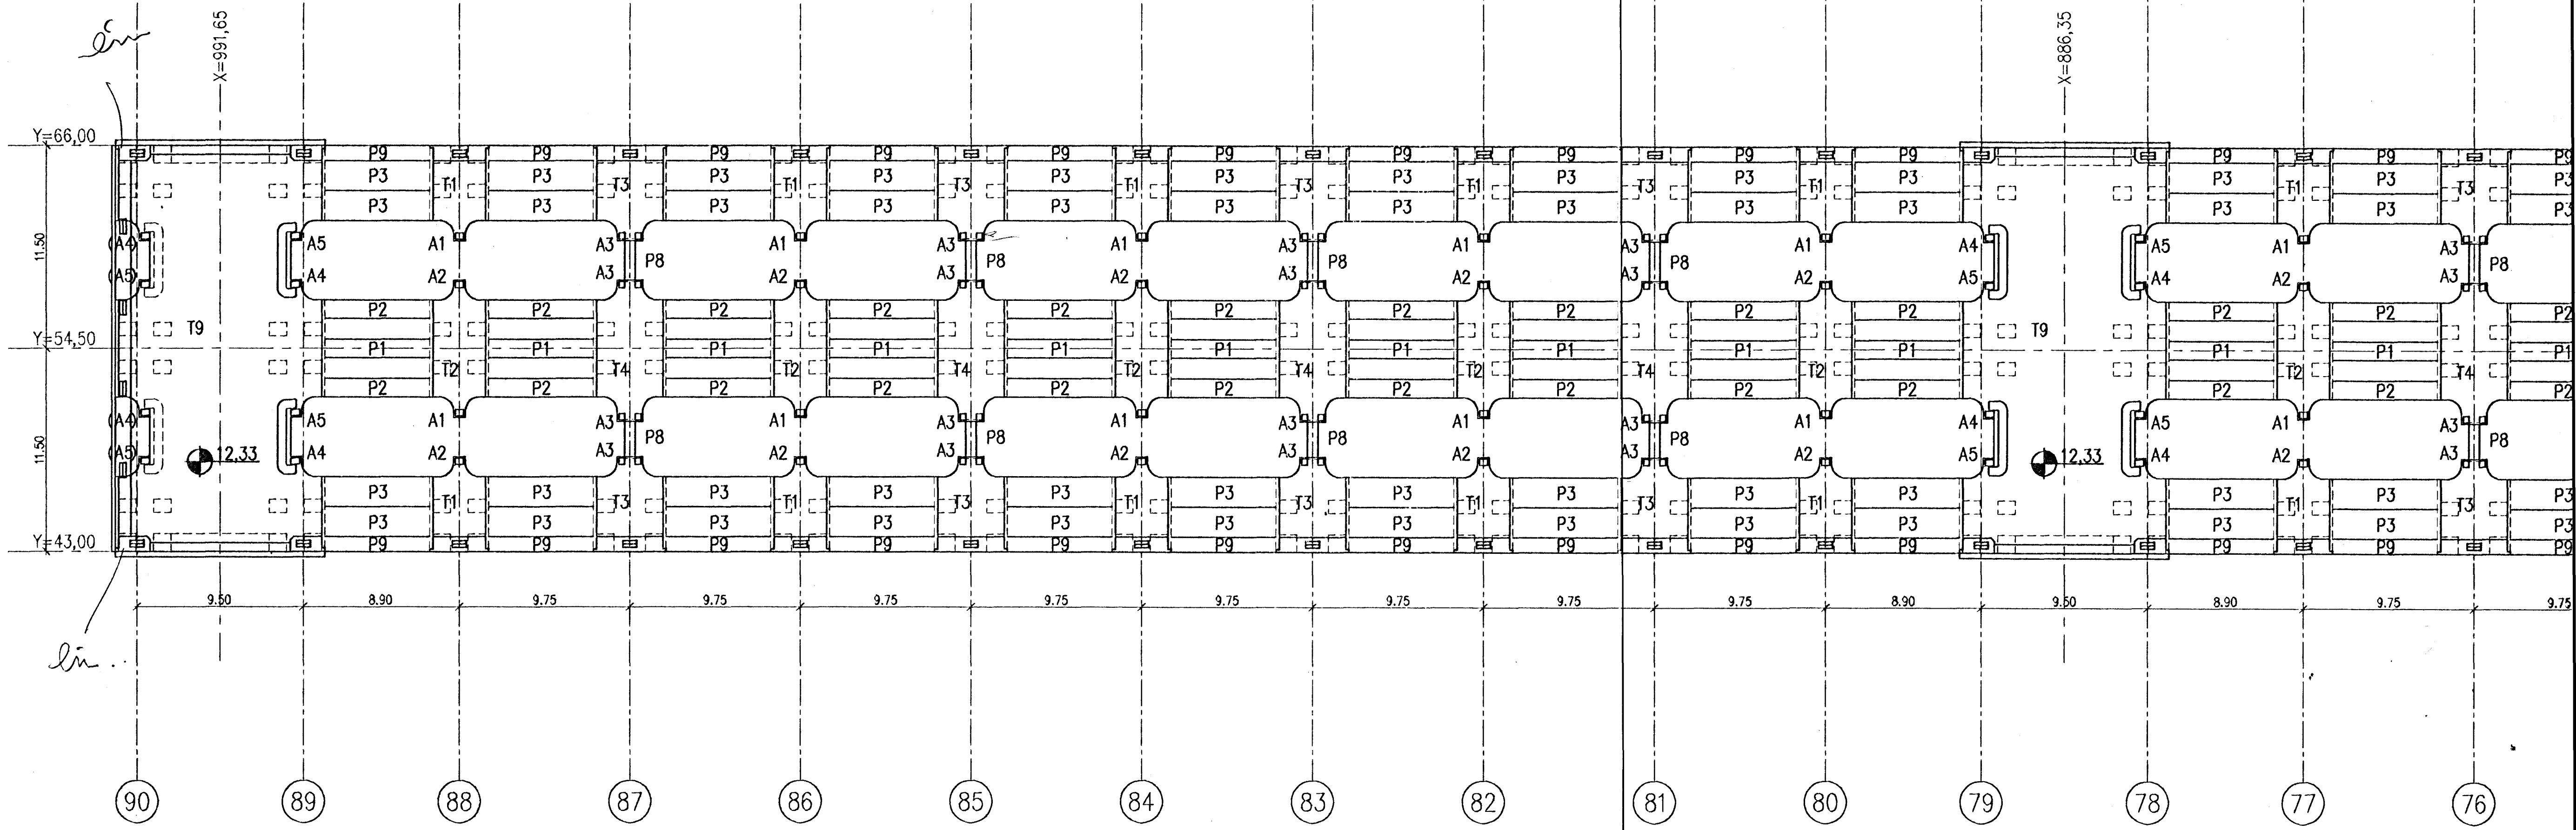 X=991,65 X=886,35
Y=66,00
P9 P9 P9 P9 P9 P9 P9 P9 P9 P9 P9 P9 P9
P3 P3 P3 P3 P3 P3 P3 P3 P3 P3 P3 P3 P3
T1 T3 T1 T3 T1 T3 T1 T3 T1 T1 T3
P3 P3 P3 P3 P3 P3 P3 P3 P3 P3 P3 P3 P3
11.50
A4 A5 A1 A3 A1 A3 A1 A3 A1 A3 A1 A4 A5 A1 A3
P8 P8 P8 P8 P8
A5 A4 A2 A3 A2 A3 A2 A3 A2 A3 A2 A5 A4 A2 A3
P2 P2 P2 P2 P2 P2 P2 P2 P2 P2 P2 P2 P2
T9 T9
Y=54,50
P1 P1 P1 P1 P1 P1 P1 P1 P1 P1 P1 P1 P1
T2 T4 T2 T4 T2 T4 T2 T4 T2 T2 T4
P2 P2 P2 P2 P2 P2 P2 P2 P2 P2 P2 P2 P2
A4 A5 A1 A3 A1 A3 A1 A3 A1 A3 A1 A4 A5 A1 A3
11.50
P8 P8 P8 P8 P8
A5 A4 A2 A3 A2 A3 A2 A3 A2 A3 A2 A5 A4 A2 A3
12,33 12,33
P3 P3 P3 P3 P3 P3 P3 P3 P3 P3 P3 P3 P3
T1 T3 T1 T3 T1 T3 T1 T3 T1 T1 T3
P3 P3 P3 P3 P3 P3 P3 P3 P3 P3 P3 P3 P3
Y=43,00
P9 P9 P9 P9 P9 P9 P9 P9 P9 P9 P9 P9 P9
9.60 8.90 9.75 9.75 9.75 9.75 9.75 9.75 9.75 9.75 8.90 9.60 8.90 9.75 9.75
90 89 88 87 86 85 84 83 82 81 80 79 78 77 76